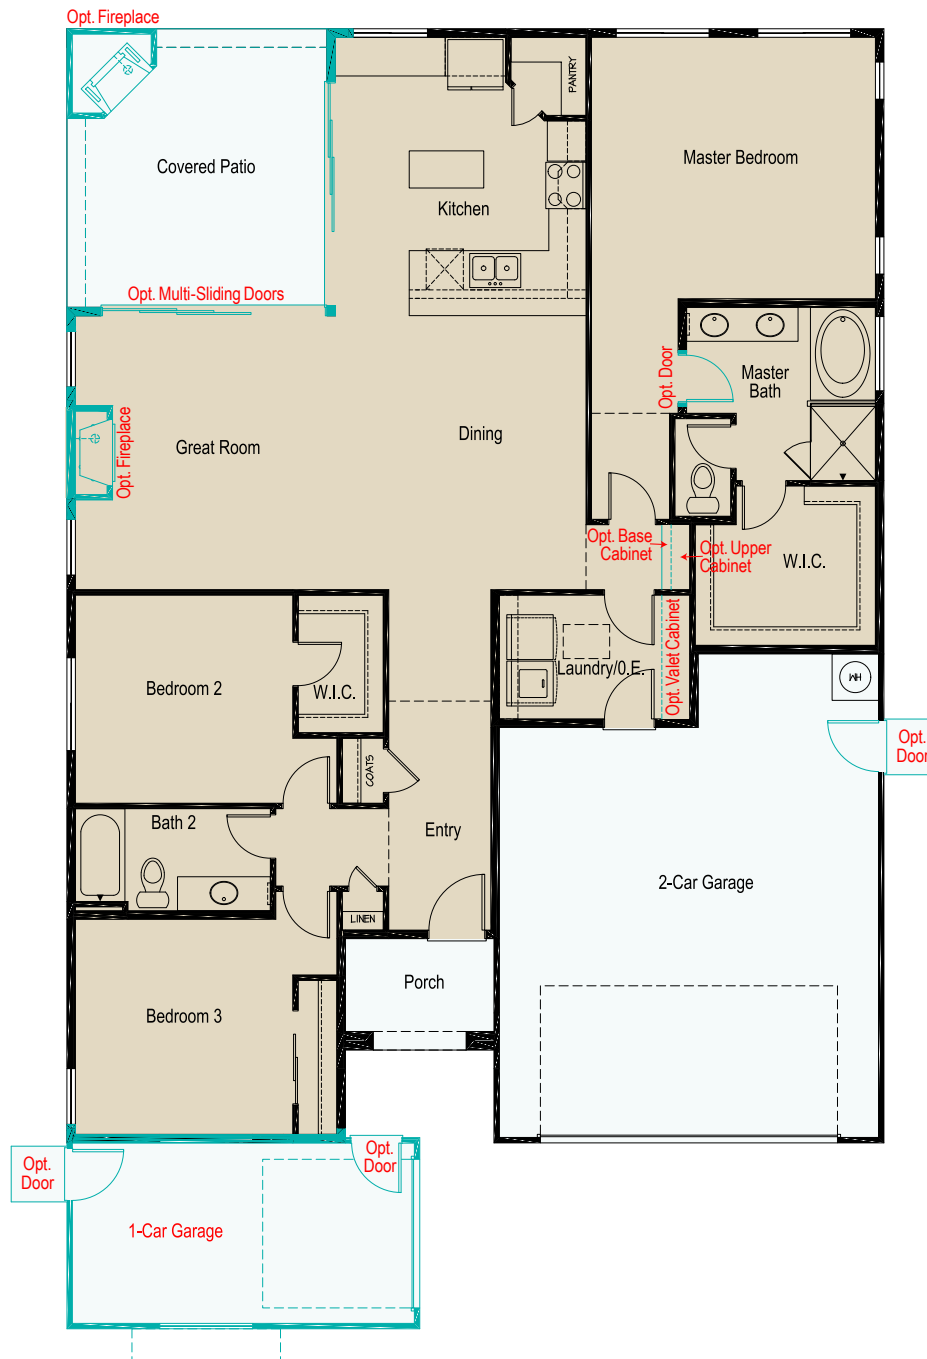 Opt. Fireplace
PANTRY
Covered Patio
Master Bedroom
Kitchen
Opt. Multi-Sliding Doors
Opt. Door
Master
Bath
Opt. Fireplace
Great Room
Dining
Opt. Base
Cabinet
Opt. Upper
Cabinet
W.I.C.
Opt. Valet Cabinet
Laundry/O.E.
Bedroom 2
W.I.C.
HM
Opt.
Door
COATS
Bath 2
Entry
2-Car Garage
LINEN
Porch
Bedroom 3
Opt.
Door
Opt.
Door
1-Car Garage